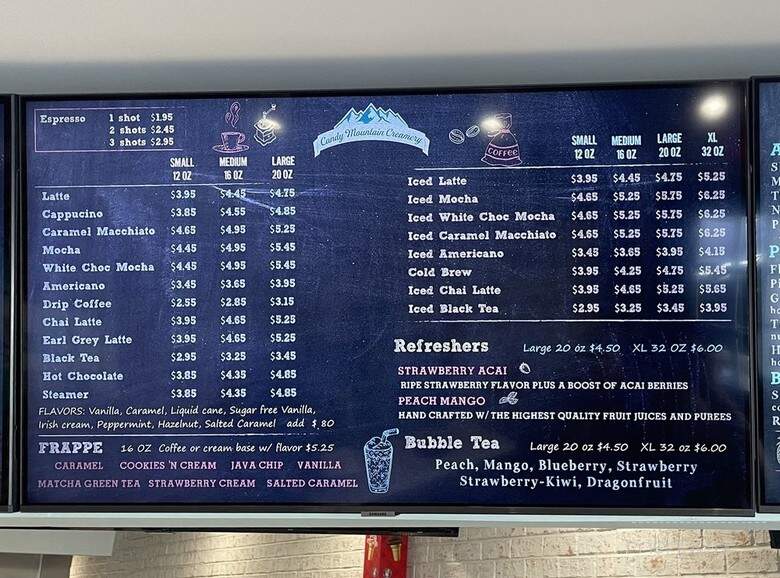 Espresso 1 shot $1.95
2 shots $2.45
3 shots $2.95
Candy Mountain Creamery
SMALL MEDIUM LARGE
12 OZ 16 OZ 20 OZ
Latte $3.95 $4.45 $4.75
Cappucino $3.85 $4.55 $4.85
Caramel Macchiato $4.65 $4.95 $5.25
Mocha $4.45 $4.95 $5.45
White Choc Mocha $4.45 $4.95 $5.45
Americano $3.45 $3.65 $3.95
Drip Coffee $2.55 $2.85 $3.15
Chai Latte $3.95 $4.65 $5.25
Earl Grey Latte $3.95 $4.65 $5.25
Black Tea $2.95 $3.25 $3.45
Hot Chocolate $3.85 $4.35 $4.85
Steamer $3.85 $4.35 $4.85
FLAVORS: Vanilla, Caramel, Liquid cane, Sugar free Vanilla,
Irish cream, Peppermint, Hazelnut, Salted Caramel add $.80
FRAPPE 16 OZ Coffee or cream base w/ flavor $5.25
CARAMEL COOKIES 'N CREAM JAVA CHIP VANILLA
MATCHA GREEN TEA STRAWBERRY CREAM SALTED CARAMEL
COFFEE
SMALL MEDIUM LARGE XL
12 OZ 16 OZ 20 OZ 32 OZ
Iced Latte $3.95 $4.45 $4.75 $5.25
Iced Mocha $4.65 $5.25 $5.75 $6.25
Iced White Choc Mocha $4.65 $5.25 $5.75 $6.25
Iced Caramel Macchiato $4.65 $5.25 $5.75 $6.25
Iced Americano $3.45 $3.65 $3.95 $4.15
Cold Brew $3.95 $4.25 $4.75 $5.45
Iced Chai Latte $3.95 $4.65 $5.25 $5.65
Iced Black Tea $2.95 $3.25 $3.45 $3.95
Refreshers Large 20 oz $4.50 XL 32 OZ $6.00
STRAWBERRY ACAI
RIPE STRAWBERRY FLAVOR PLUS A BOOST OF ACAI BERRIES
PEACH MANGO
HAND CRAFTED W/ THE HIGHEST QUALITY FRUIT JUICES AND PUREES
Bubble Tea Large 20 oz $4.50 XL 32 oz $6.00
Peach, Mango, Blueberry, Strawberry
Strawberry-Kiwi, Dragonfruit
SAMSUNG